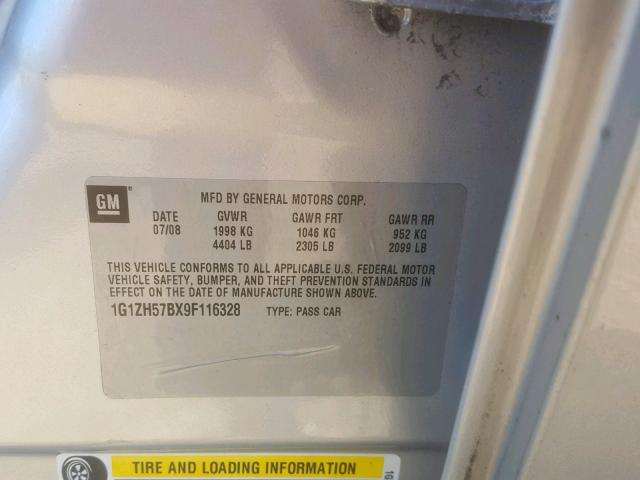 GM ® MFD BY GENERAL MOTORS CORP.
DATE GVWR GAWR FRT GAWR RR
07/08 1998 KG 1046 KG 952 KG
4404 LB 2305 LB 2099 LB
THIS VEHICLE CONFORMS TO ALL APPLICABLE U.S. FEDERAL MOTOR
VEHICLE SAFETY, BUMPER, AND THEFT PREVENTION STANDARDS IN
EFFECT ON THE DATE OF MANUFACTURE SHOWN ABOVE.
1G1ZH57BX9F116328 TYPE: PASS CAR
TIRE AND LOADING INFORMATION